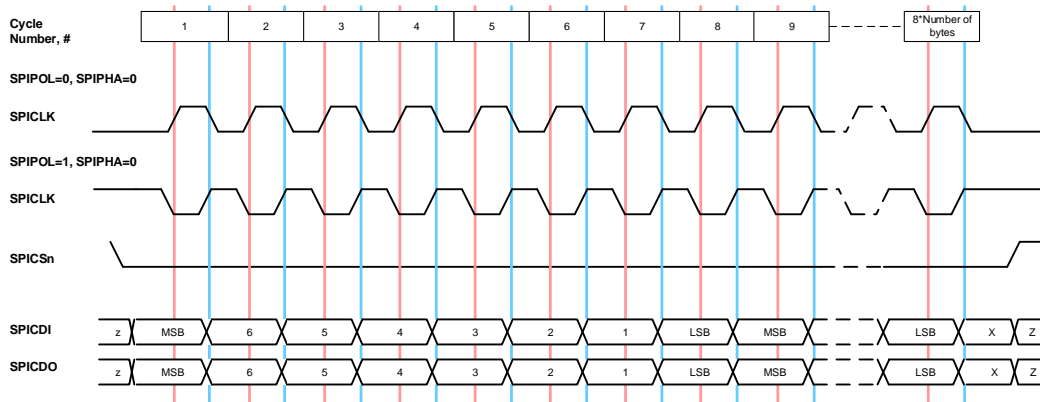 Cycle
Number, #
1 2 3 4 5 6 7 8 9 8*Number of
bytes
SPIPOL=0, SPIPHA=0
SPICLK
SPIPOL=1, SPIPHA=0
SPICLK
SPICSn
SPICDI z MSB 6 5 4 3 2 1 LSB MSB LSB X Z
SPICDO z MSB 6 5 4 3 2 1 LSB MSB LSB X Z